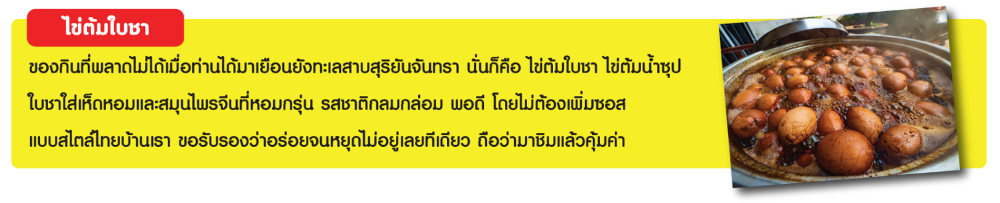 ไข่ต้มใบชา
ของกินที่พลาดไม่ได้เมื่อท่านได้มาเยือนยังทะเลสาบสุริยันจันทรา นั่นก็คือ ไข่ต้มใบชา ไข่ต้มน้ำซุป
ใบชาใส่เห็ดหอมและสมุนไพรจีนที่หอมกรุ่น รสชาติกลมกล่อม พอดี โดยไม่ต้องเพิ่มซอส
แบบสไตล์ไทยบ้านเรา ขอรับรองว่าอร่อยจนหยุดไม่อยู่เลยทีเดียว ถือว่ามาชิมแล้วคุ้มค่า